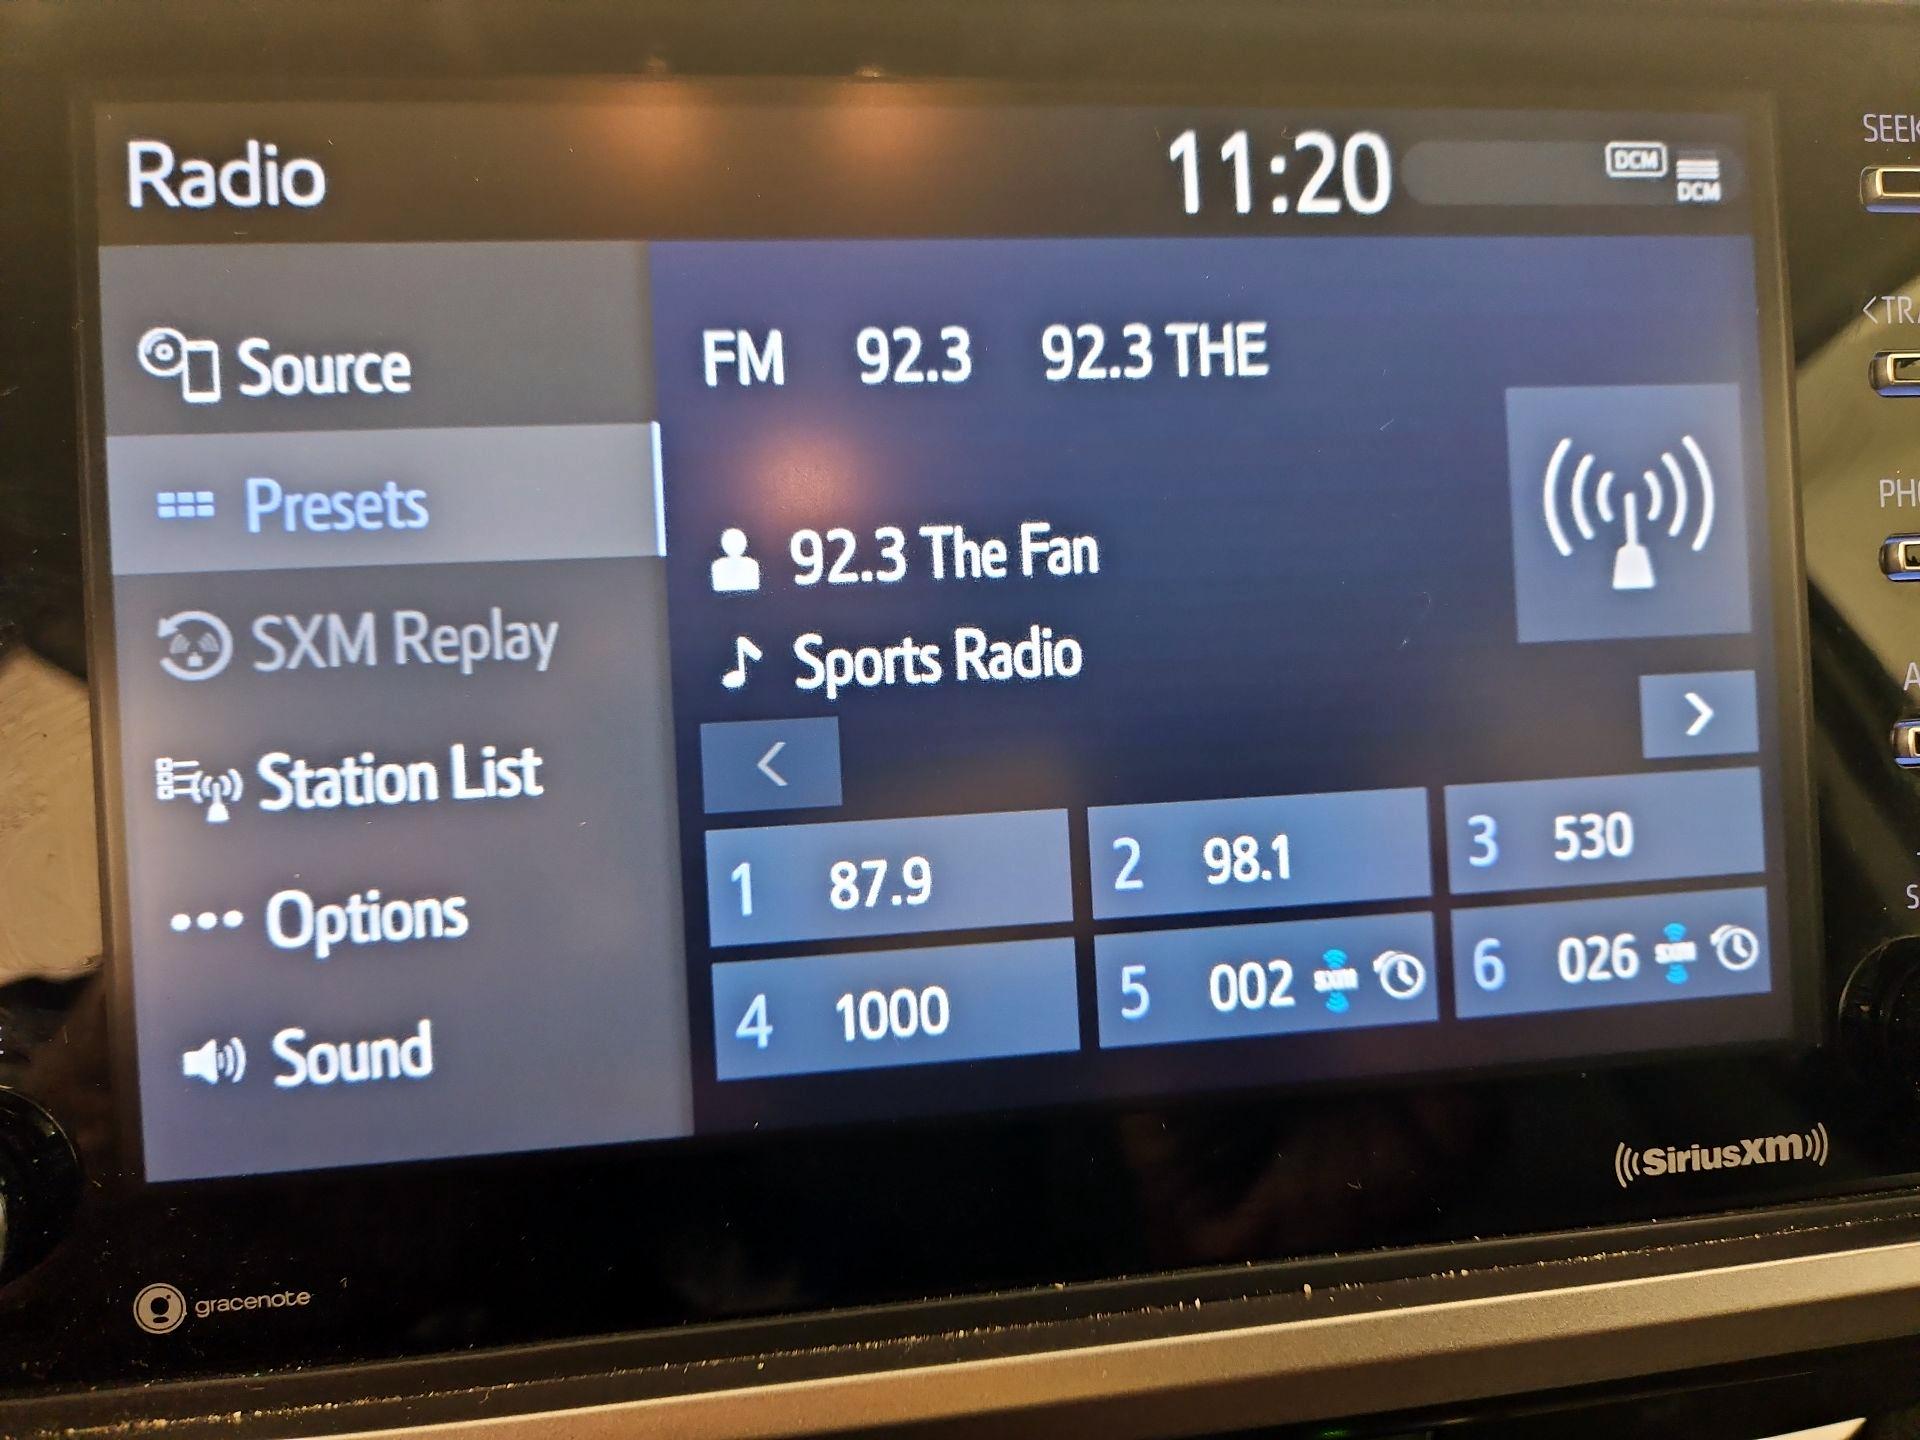 Radio 11:20 DCM DCM
Source
Presets
SXM Replay
Station List
Options
Sound
FM 92.3 92.3 THE
92.3 The Fan
Sports Radio
1 87.9 2 98.1 3 530
4 1000 5 002 SXM 6 026 SXM
SEEK
((SiriusXM))
gracenote